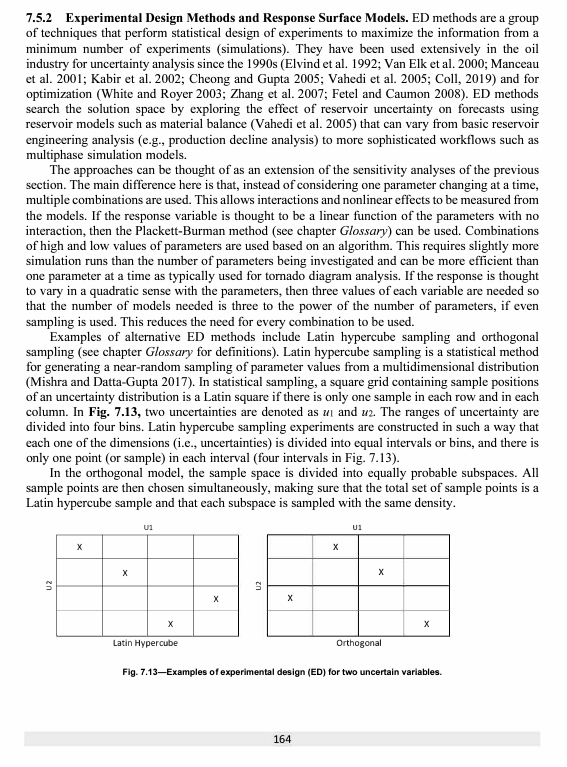 7.5.2 Experimental Design Methods and Response Surface Models. ED methods are a group
of techniques that perform statistical design of experiments to maximize the information from a
minimum number of experiments (simulations). They have been used extensively in the oil
industry for uncertainty analysis since the 1990s (Elvind et al. 1992; Van Elk et al. 2000; Manceau
et al. 2001; Kabir et al. 2002; Cheong and Gupta 2005; Vahedi et al. 2005; Coll, 2019) and for
optimization (White and Royer 2003; Zhang et al. 2007; Fetel and Caumon 2008). ED methods
search the solution space by exploring the effect of reservoir uncertainty on forecasts using
reservoir models such as material balance (Vahedi et al. 2005) that can vary from basic reservoir
engineering analysis (e.g., production decline analysis) to more sophisticated workflows such as
multiphase simulation models.
The approaches can be thought of as an extension of the sensitivity analyses of the previous
section. The main difference here is that, instead of considering one parameter changing at a time,
multiple combinations are used. This allows interactions and nonlinear effects to be measured from
the models. If the response variable is thought to be a linear function of the parameters with no
interaction, then the Plackett-Burman method (see chapter Glossary) can be used. Combinations
of high and low values of parameters are used based on an algorithm. This requires slightly more
simulation runs than the number of parameters being investigated and can be more efficient than
one parameter at a time as typically used for tornado diagram analysis. If the response is thought
to vary in a quadratic sense with the parameters, then three values of each variable are needed so
that the number of models needed is three to the power of the number of parameters, if even
sampling is used. This reduces the need for every combination to be used.
Examples of alternative ED methods include Latin hypercube sampling and orthogonal
sampling (see chapter Glossary for definitions). Latin hypercube sampling is a statistical method
for generating a near-random sampling of parameter values from a multidimensional distribution
(Mishra and Datta-Gupta 2017). In statistical sampling, a square grid containing sample positions
of an uncertainty distribution is a Latin square if there is only one sample in each row and in each
column. In Fig. 7.13, two uncertainties are denoted as u1 and u2. The ranges of uncertainty are
divided into four bins. Latin hypercube sampling experiments are constructed in such a way that
each one of the dimensions (i.e., uncertainties) is divided into equal intervals or bins, and there is
only one point (or sample) in each interval (four intervals in Fig. 7.13).
In the orthogonal model, the sample space is divided into equally probable subspaces. All
sample points are then chosen simultaneously, making sure that the total set of sample points is a
Latin hypercube sample and that each subspace is sampled with the same density.
U1
U2
X
X
X
X
Latin Hypercube
U1
U2
X
X
X
X
Orthogonal
Fig. 7.13—Examples of experimental design (ED) for two uncertain variables.
164